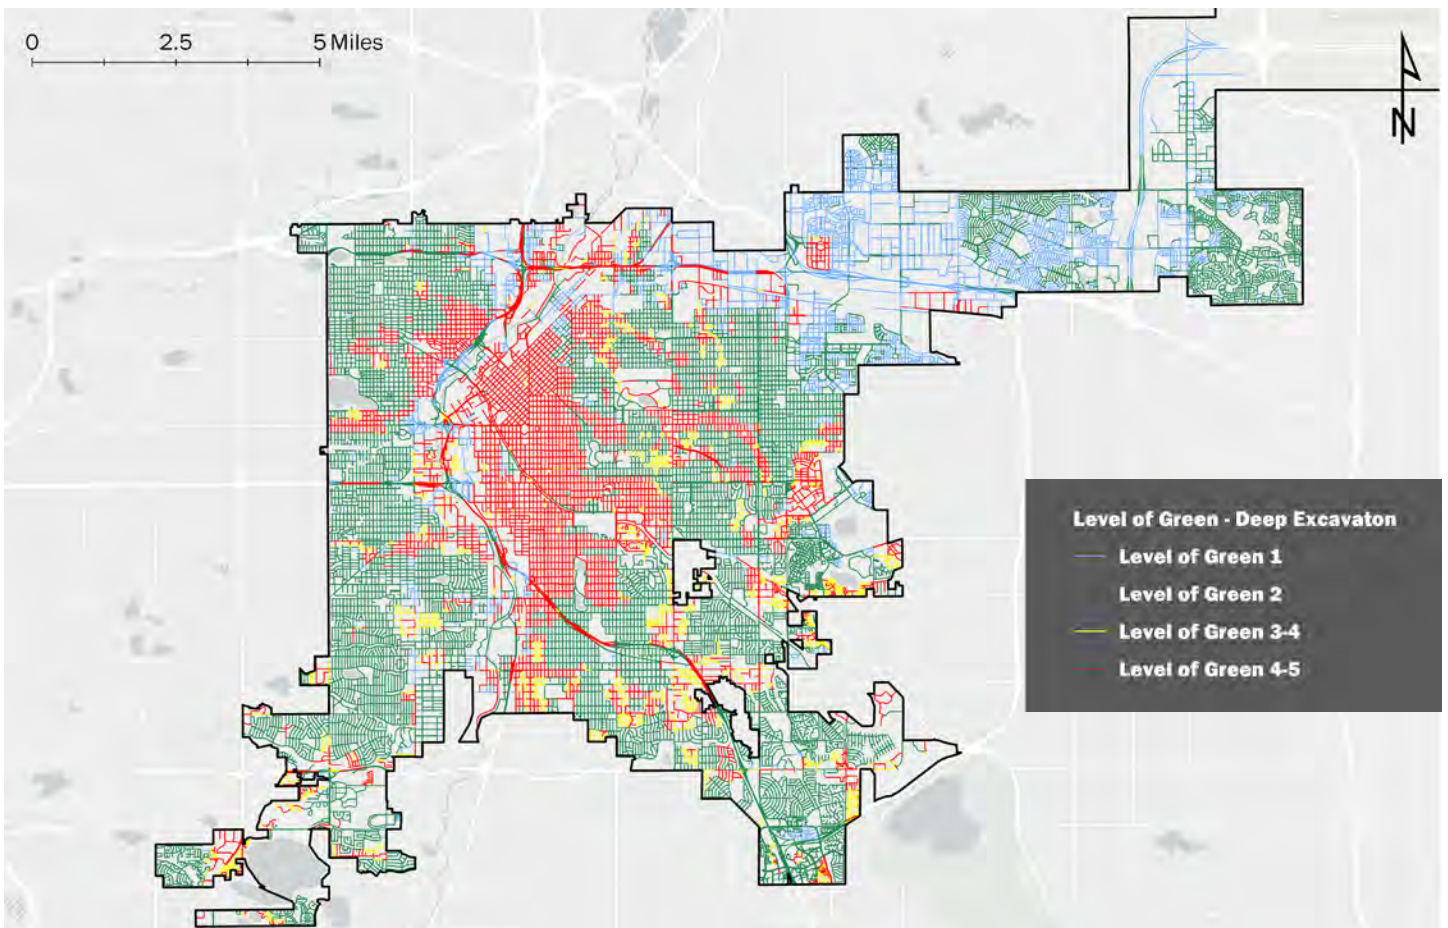 0 2.5 5 Miles
N
Level of Green - Deep Excavaton
Level of Green 1
Level of Green 2
Level of Green 3-4
Level of Green 4-5